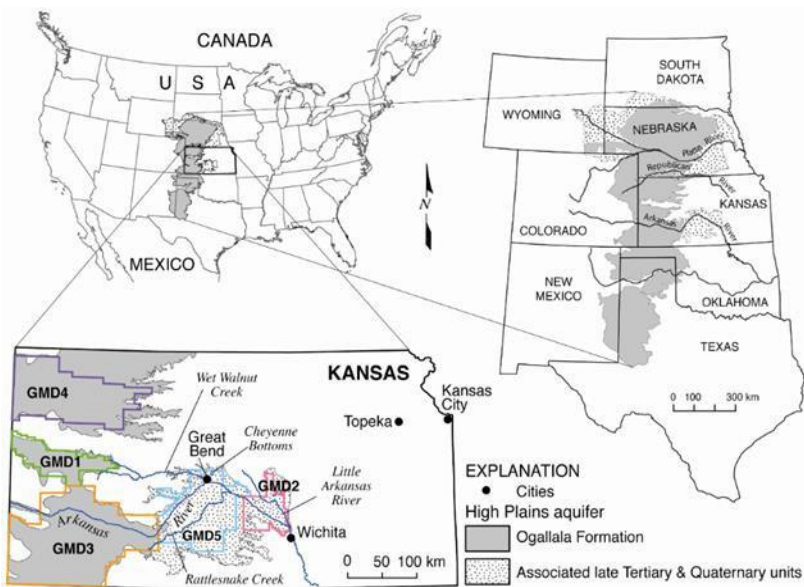 CANADA
U S A
MEXICO
N
SOUTH
DAKOTA
WYOMING
NEBRASKA
Platte River
Republican
River
KANSAS
COLORADO
Arkansas
River
NEW
MEXICO
OKLAHOMA
TEXAS
0 100 300 km
KANSAS
GMD4
Wet Walnut
Creek
Kansas
City
Topeka
Great
Bend
Cheyenne
Bottoms
GMD1
Little
Arkansas
River
GMD2
Arkansas
River
GMD5
Wichita
GMD3
Rattlesnake Creek
0 50 100 km
EXPLANATION
Cities
High Plains aquifer
Ogallala Formation
Associated late Tertiary & Quaternary units